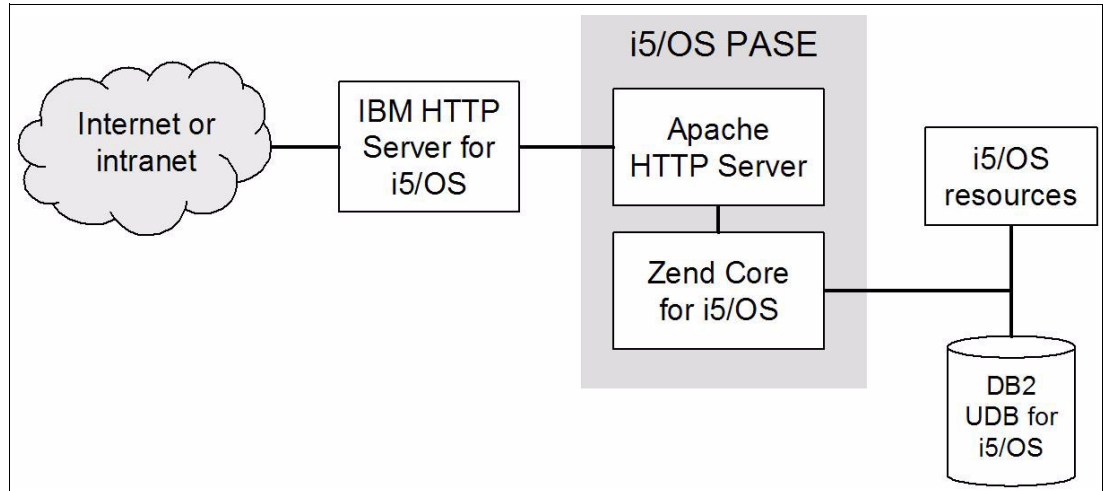 Internet or
intranet
IBM HTTP
Server for
i5/OS
i5/OS PASE
Apache
HTTP Server
Zend Core
for i5/OS
i5/OS
resources
DB2
UDB for
i5/OS